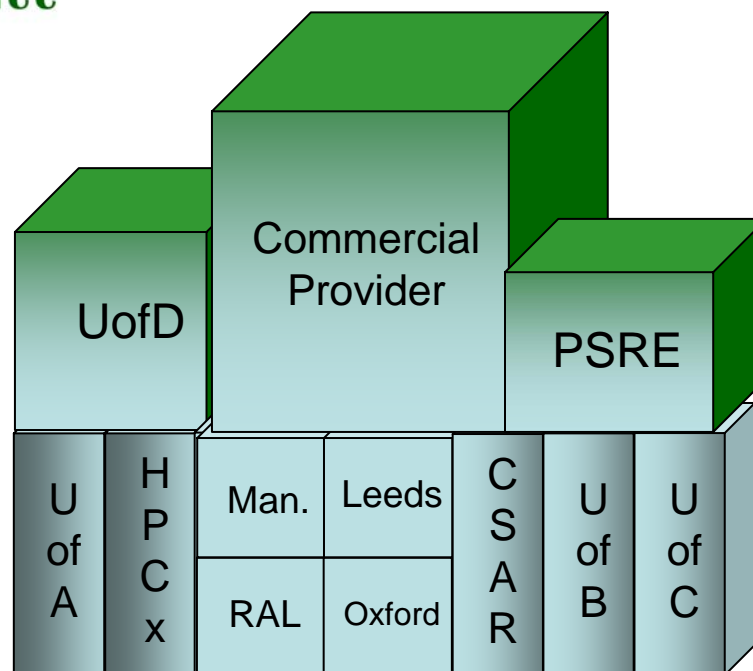 Commercial
Provider
UofD
PSRE
U
of
A
H
P
C
x
Man.
Leeds
RAL
Oxford
C
S
A
R
U
of
B
U
of
C